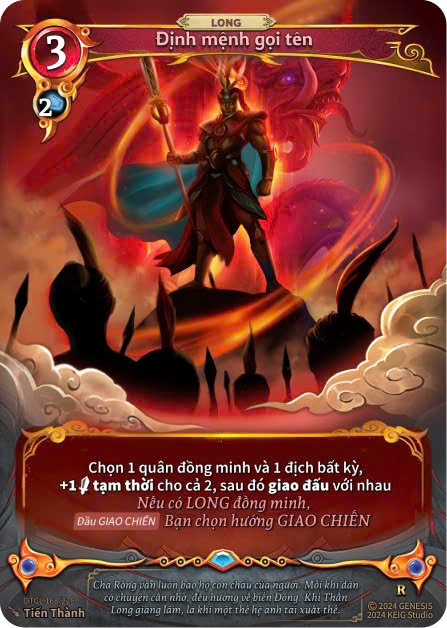 LONG
3
Định mệnh gọi tên
2
Chọn 1 quân đồng minh và 1 địch bất kỳ,
+1 tạm thời cho cả 2, sau đó giao đấu với nhau
Nếu có LONG đồng minh,
Đầu GIAO CHIẾN Bạn chọn hướng GIAO CHIẾN
Cha Rồng vẫn luôn bảo hộ con cháu của người. Mỗi khi dân
có chuyện cần nhờ, đều hướng về biển Đông. Khi Thần
Long giáng lâm, là khi một thế hệ anh tài xuất thế.
Tiến Thành
R
© 2024 GENESIS
2024 KEIG Studio